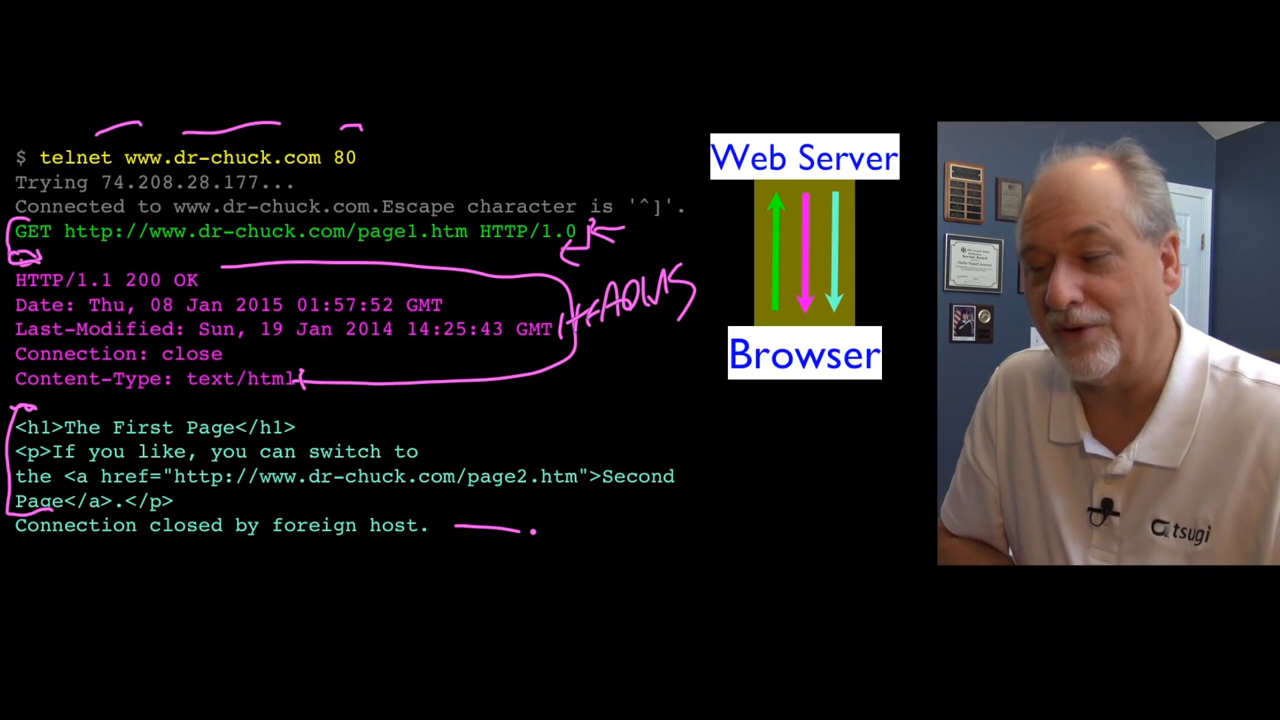 $ telnet www.dr-chuck.com 80
Trying 74.208.28.177...
Connected to www.dr-chuck.com.Escape character is '^]'.
GET http://www.dr-chuck.com/page1.htm HTTP/1.0
HTTP/1.1 200 OK
Date: Thu, 08 Jan 2015 01:57:52 GMT
Last-Modified: Sun, 19 Jan 2014 14:25:43 GMT
Connection: close
Content-Type: text/html
<h1>The First Page</h1>
<p>If you like, you can switch to
the <a href="http://www.dr-chuck.com/page2.htm">Second
Page</a>.</p>
Connection closed by foreign host.
Web Server
Browser
tsugi